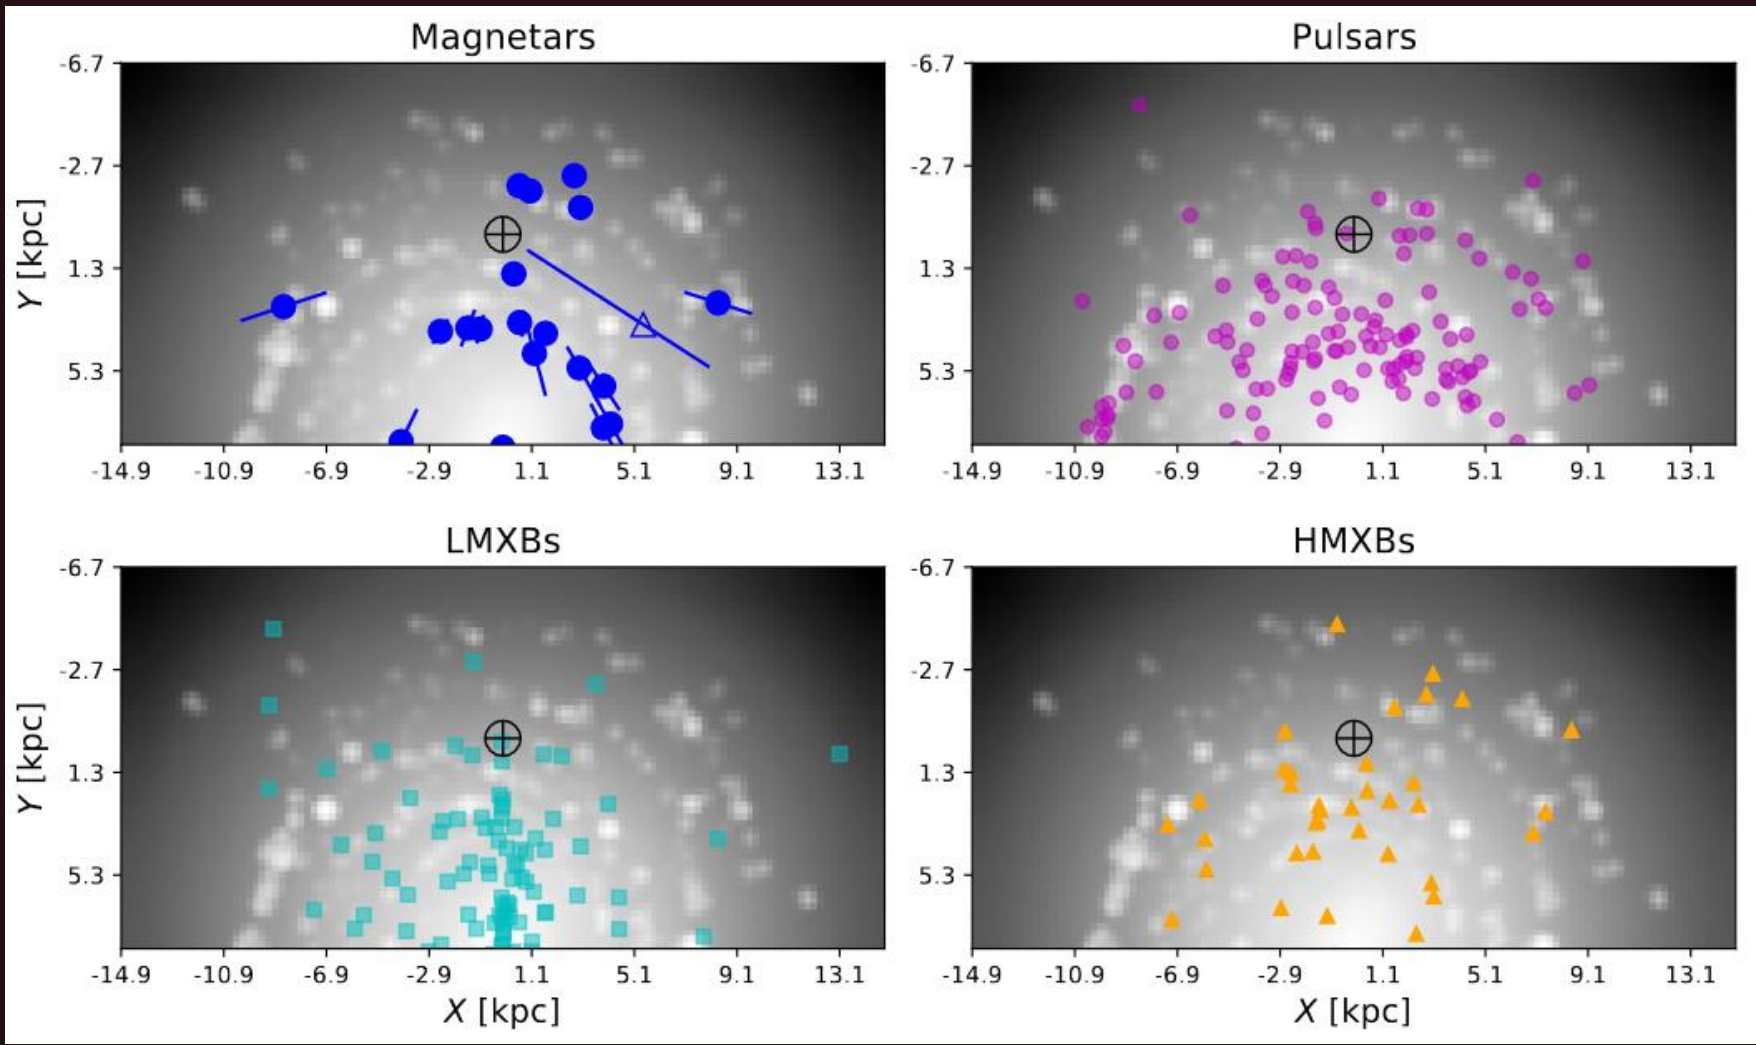 Magnetars
Pulsars
-6.7
-2.7
1.3
5.3
Y [kpc]
-14.9 -10.9 -6.9 -2.9 1.1 5.1 9.1 13.1
-6.7
-2.7
1.3
5.3
-14.9 -10.9 -6.9 -2.9 1.1 5.1 9.1 13.1
LMXBs
HMXBs
-6.7
-2.7
1.3
5.3
Y [kpc]
-14.9 -10.9 -6.9 -2.9 1.1 5.1 9.1 13.1
X [kpc]
-6.7
-2.7
1.3
5.3
-14.9 -10.9 -6.9 -2.9 1.1 5.1 9.1 13.1
X [kpc]